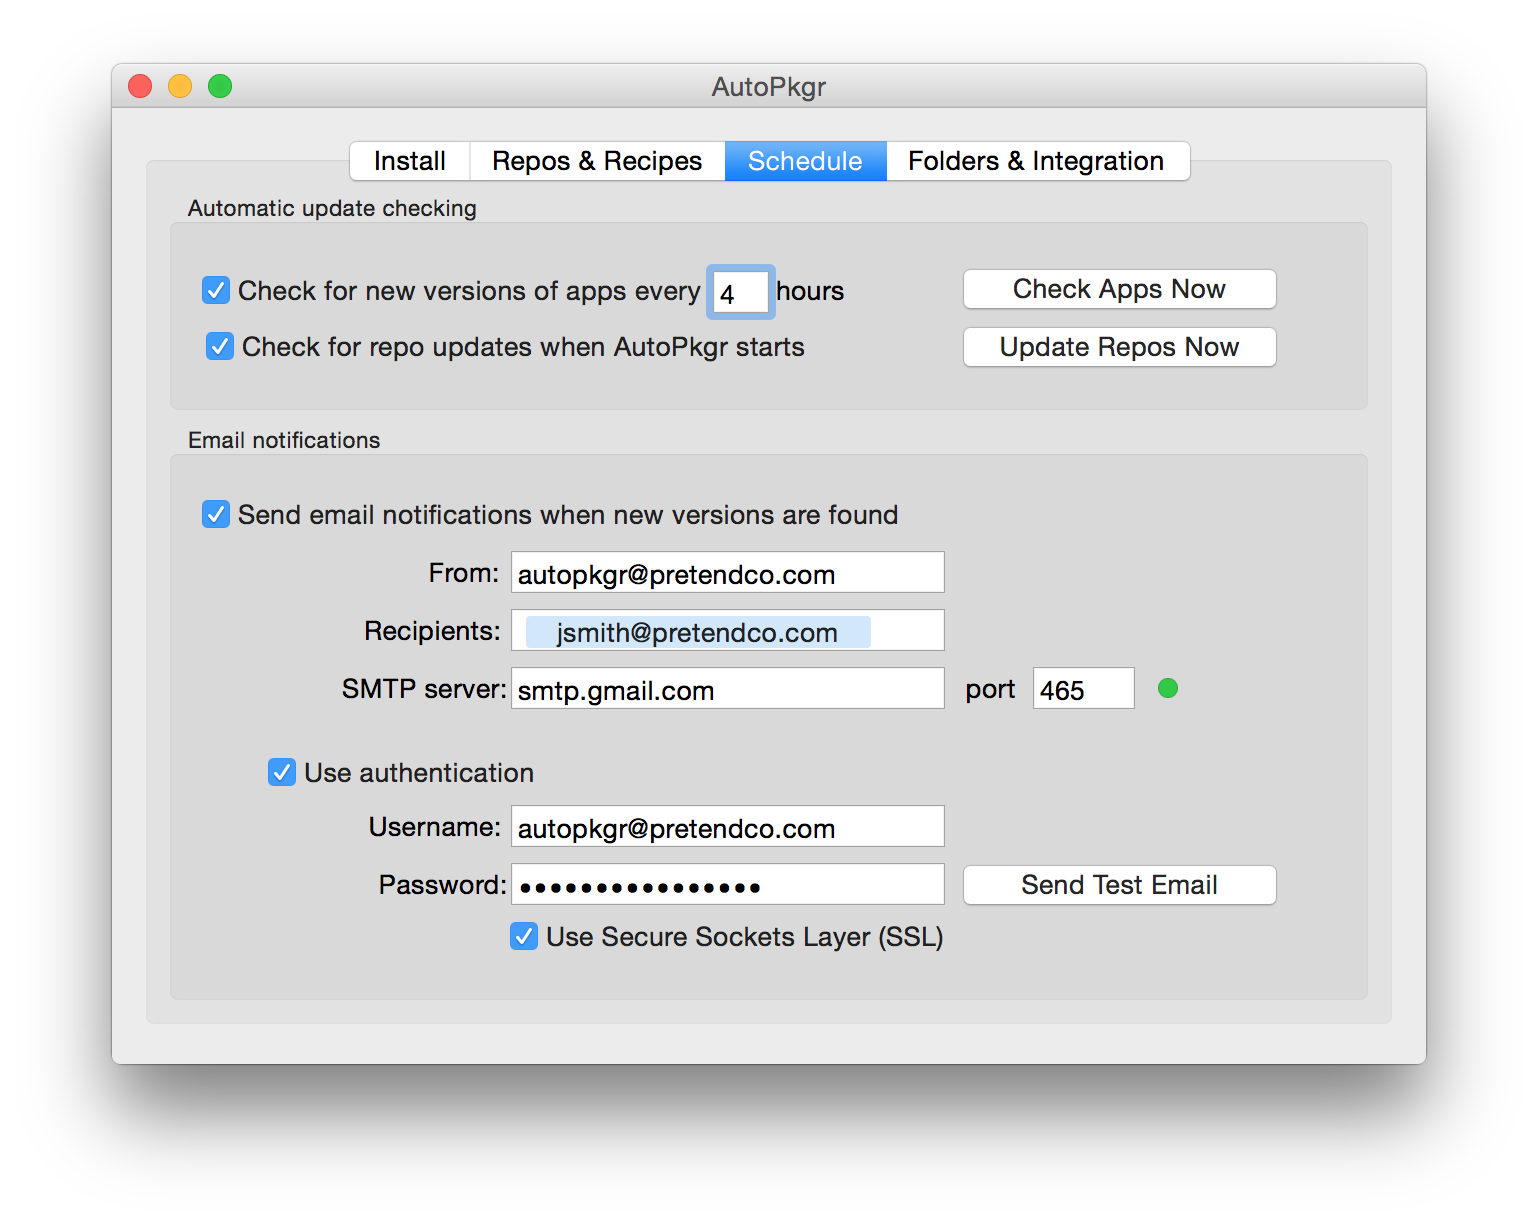 AutoPkgr
Install Repos & Recipes Schedule Folders & Integration
Automatic update checking
Check for new versions of apps every 4 hours Check Apps Now
Check for repo updates when AutoPkgr starts Update Repos Now
Email notifications
Send email notifications when new versions are found
From: autopkgr@pretendco.com
Recipients: jsmith@pretendco.com
SMTP server: smtp.gmail.com port 465
Use authentication
Username: autopkgr@pretendco.com
Password: •••••••••••••••• Send Test Email
Use Secure Sockets Layer (SSL)